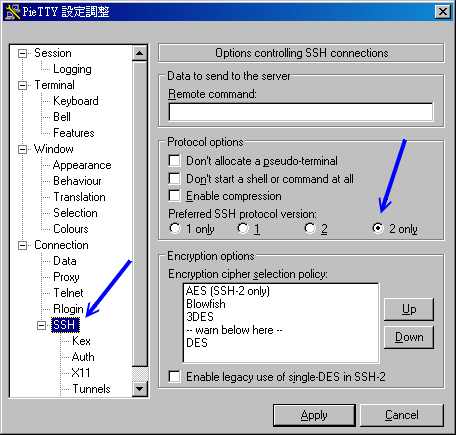 PieTTY 設定調整
Session
Logging
Terminal
Keyboard
Bell
Features
Window
Appearance
Behaviour
Translation
Selection
Colours
Connection
Data
Proxy
Telnet
Rlogin
SSH
Kex
Auth
X11
Tunnels
Options controlling SSH connections
Data to send to the server
Remote command:
Protocol options
Don't allocate a pseudo-terminal
Don't start a shell or command at all
Enable compression
Preferred SSH protocol version:
1 only 1 2 2 only
Encryption options
Encryption cipher selection policy:
AES (SSH-2 only)
Blowfish
3DES
-- warn below here --
DES
Up
Down
Enable legacy use of single-DES in SSH-2
Apply Cancel